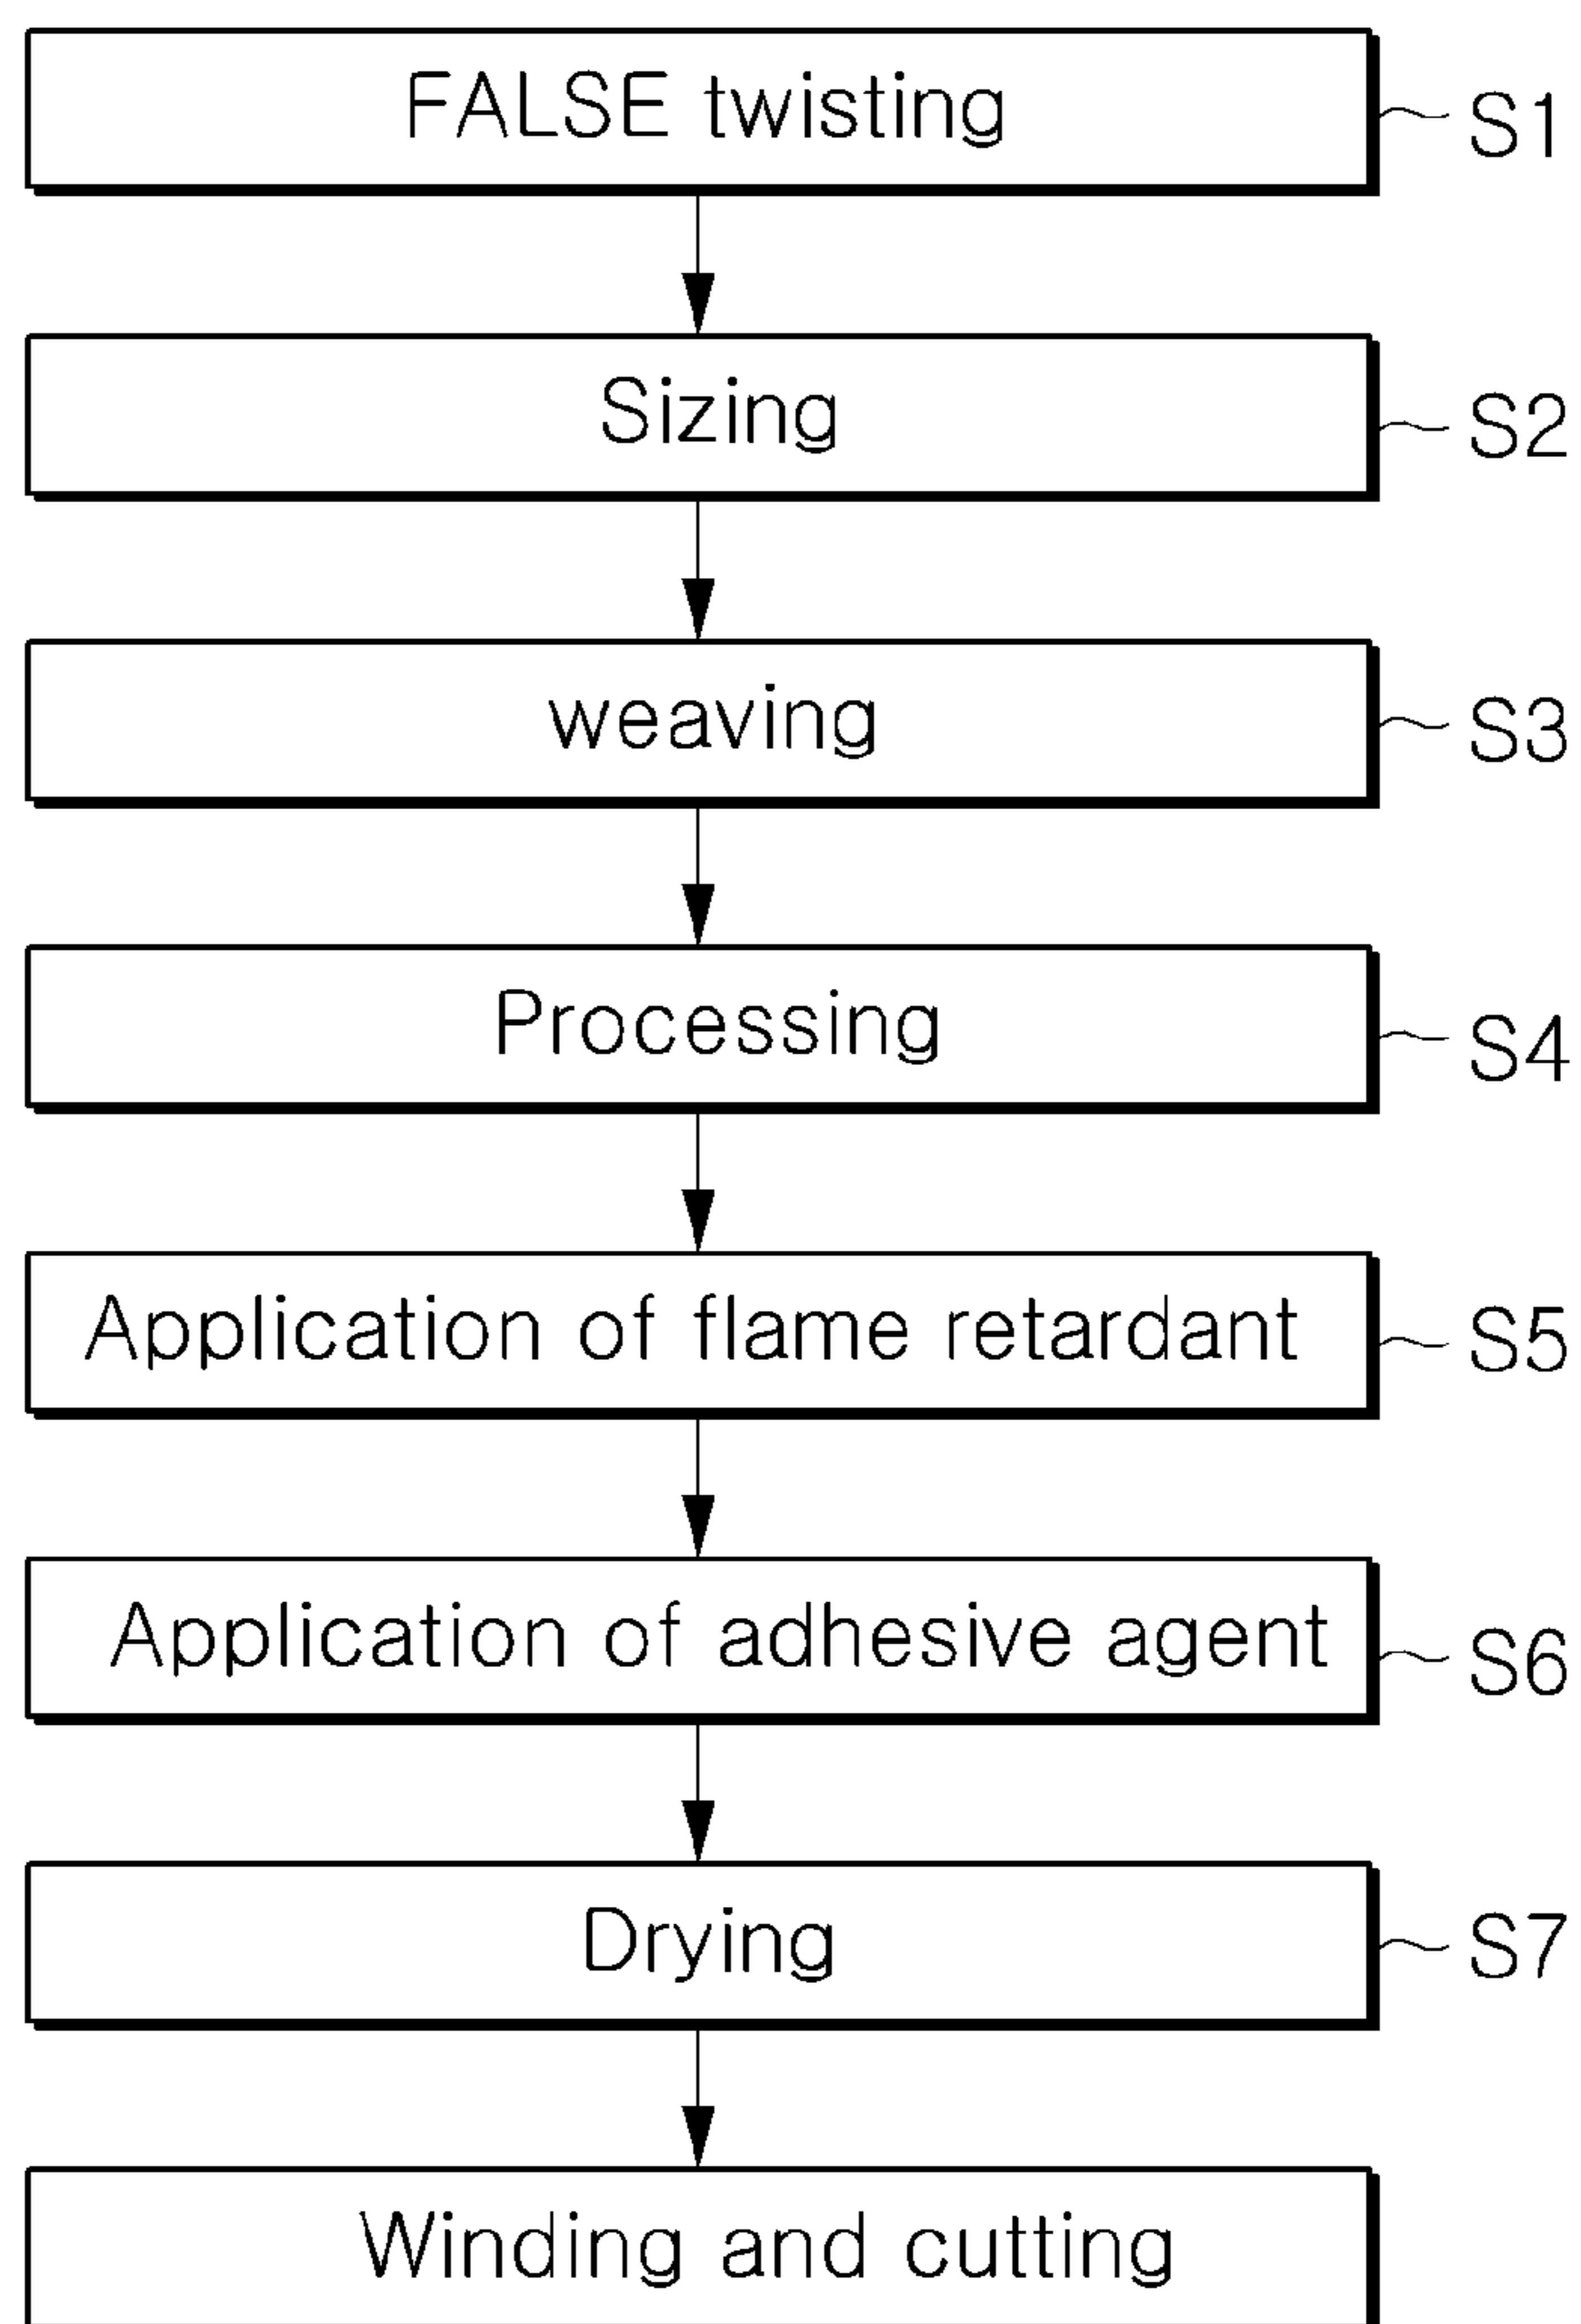 FALSE twisting S1
Sizing S2
weaving S3
Processing S4
Application of flame retardant S5
Application of adhesive agent S6
Drying S7
Winding and cutting